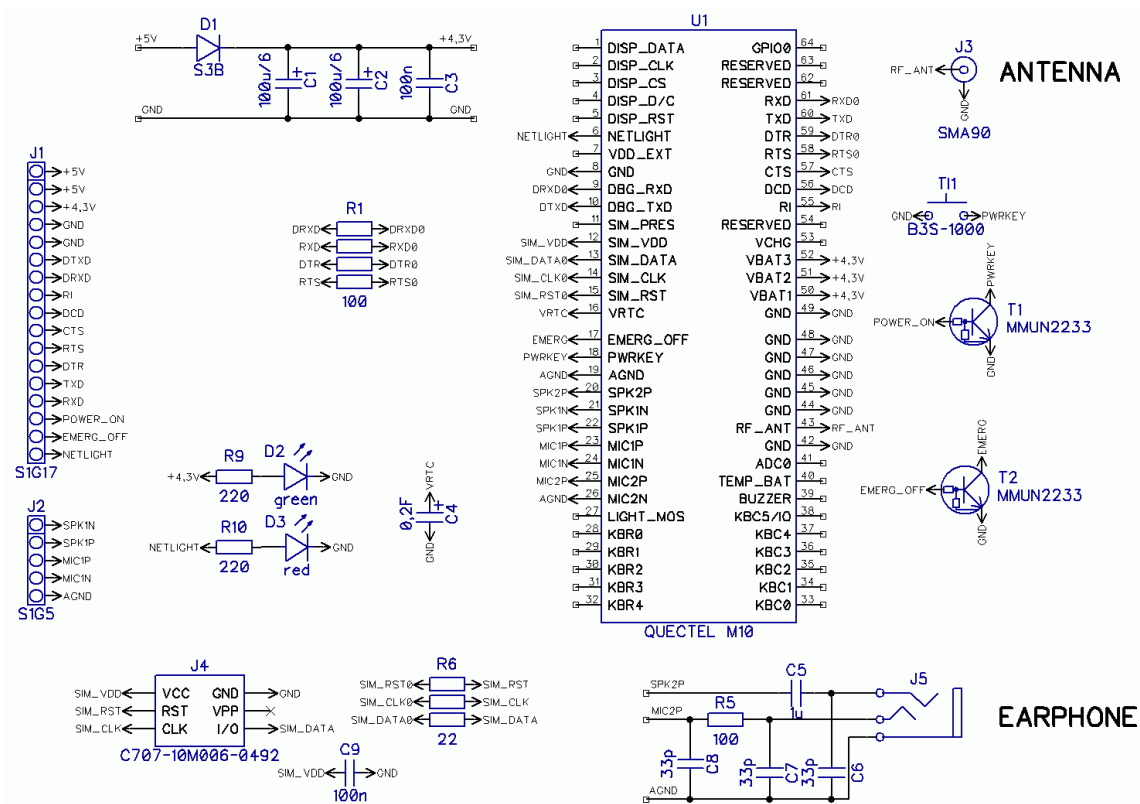 D1
+5V
+4,3V
S3B
100u/6
C1
100u/6
C2
100n
C3
GND
GND
J1
+5V
+5V
+4,3V
GND
GND
DTXD
DRXD
RI
DCD
CTS
RTS
DTR
TXD
RXD
POWER_ON
EMERG_OFF
NETLIGHT
S1G17
J2
SPK1N
SPK1P
MIC1P
MIC1N
AGND
S1G5
R1
DRXD DRXD0
RXD RXD0
DTR DTR0
RTS RTS0
100
R9
D2
+4,3V
GND
220
green
R10
D3
NETLIGHT
GND
220
red
VRTC
0,2F
C4
GND
U1
1 DISP_DATA GPIO0 64
2 DISP_CLK RESERVED 63
3 DISP_CS RESERVED 62
4 DISP_D/C RXD 61 RXD0
5 DISP_RST TXD 60 TXD
NETLIGHT 6 NETLIGHT DTR 59 DTR0
7 VDD_EXT RTS 58 RTS0
GND 8 GND CTS 57 CTS
DRXD0 9 DBG_RXD DCD 56 DCD
DTXD 10 DBG_TXD RI 55 RI
11 SIM_PRES RESERVED 54
SIM_VDD 12 SIM_VDD VCHG 53
SIM_DATA0 13 SIM_DATA VBAT3 52 +4,3V
SIM_CLK0 14 SIM_CLK VBAT2 51 +4,3V
SIM_RST0 15 SIM_RST VBAT1 50 +4,3V
VRTC 16 VRTC GND 49 GND
EMERG 17 EMERG_OFF GND 48 GND
PWRKEY 18 PWRKEY GND 47 GND
AGND 19 AGND GND 46 GND
SPK2P 20 SPK2P GND 45 GND
SPK1N 21 SPK1N GND 44 GND
SPK1P 22 SPK1P RF_ANT 43 RF_ANT
MIC1P 23 MIC1P GND 42 GND
MIC1N 24 MIC1N ADC0 41
MIC2P 25 MIC2P TEMP_BAT 40
AGND 26 MIC2N BUZZER 39
27 LIGHT_MOS KBC5/IO 38
28 KBR0 KBC4 37
29 KBR1 KBC3 36
30 KBR2 KBC2 35
31 KBR3 KBC1 34
32 KBR4 KBC0 33
QUECTEL M10
J3
RF_ANT
GND
SMA90
ANTENNA
Tl1
GND PWRKEY
B3S-1000
PWRKEY
T1
POWER_ON
MMUN2233
GND
EMERG
T2
EMERG_OFF
MMUN2233
GND
J4
SIM_VDD VCC GND GND
SIM_RST RST VPP
SIM_CLK CLK I/O SIM_DATA
C707-10M006-0492
C9
SIM_VDD GND
100n
R6
SIM_RST0 SIM_RST
SIM_CLK0 SIM_CLK
SIM_DATA0 SIM_DATA
22
SPK2P
C5
1u
J5
MIC2P
R5
100
33p
C8
33p
C7
33p
C6
AGND
EARPHONE